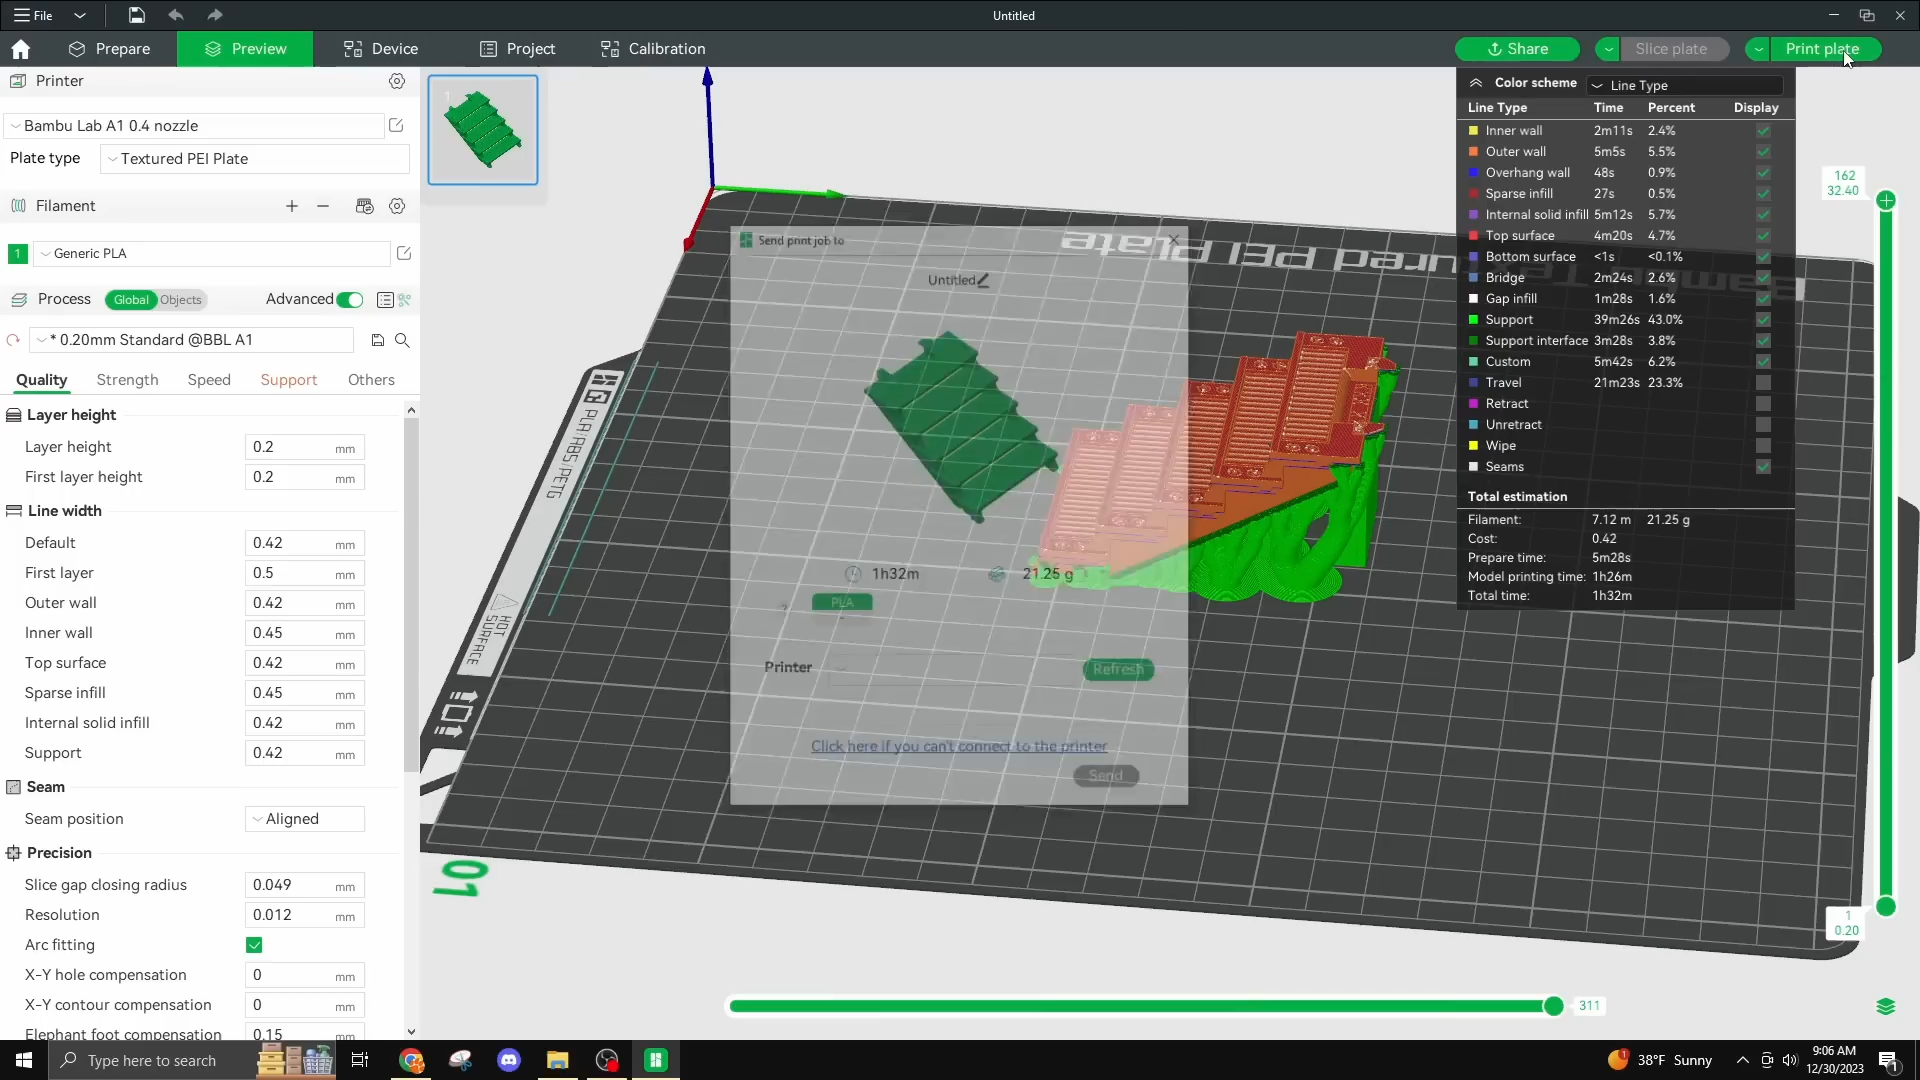 File
Untitled
Prepare
Preview
Device
Project
Calibration
Share
Slice plate
Print plate
Printer
Bambu Lab A1 0.4 nozzle
Plate type
Textured PEI Plate
Filament
1
Generic PLA
Process
Global
Objects
Advanced
* 0.20mm Standard @BBL A1
Quality
Strength
Speed
Support
Others
Layer height
Layer height 0.2 mm
First layer height 0.2 mm
Line width
Default 0.42 mm
First layer 0.5 mm
Outer wall 0.42 mm
Inner wall 0.45 mm
Top surface 0.42 mm
Sparse infill 0.45 mm
Internal solid infill 0.42 mm
Support 0.42 mm
Seam
Seam position Aligned
Precision
Slice gap closing radius 0.049 mm
Resolution 0.012 mm
Arc fitting
X-Y hole compensation 0 mm
X-Y contour compensation 0 mm
Elephant foot compensation 0.15 mm
1
Send print job to
Untitled
1h32m
21.25 g
PLA
Printer
Refresh
Click here if you can't connect to the printer
Send
PLA/ABS/PETG
HOT
SURFACE
01
Color scheme Line Type
Line Type Time Percent Display
Inner wall 2m11s 2.4%
Outer wall 5m5s 5.5%
Overhang wall 48s 0.9%
Sparse infill 27s 0.5%
Internal solid infill 5m12s 5.7%
Top surface 4m20s 4.7%
Bottom surface <1s <0.1%
Bridge 2m24s 2.6%
Gap infill 1m28s 1.6%
Support 39m26s 43.0%
Support interface 3m28s 3.8%
Custom 5m42s 6.2%
Travel 21m23s 23.3%
Retract
Unretract
Wipe
Seams
Total estimation
Filament: 7.12 m 21.25 g
Cost: 0.42
Prepare time: 5m28s
Model printing time: 1h26m
Total time: 1h32m
162
32.40
1
0.20
311
Type here to search
38°F Sunny
9:06 AM
12/30/2023
1